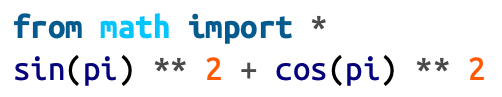 from math import *
sin(pi) ** 2 + cos(pi) ** 2